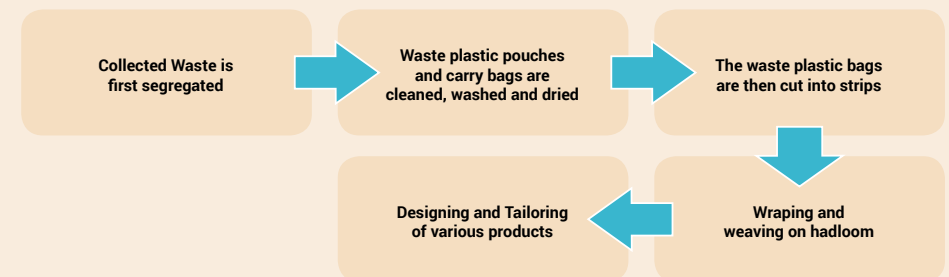 Collected Waste is
first segregated
Waste plastic pouches
and carry bags are
cleaned, washed and dried
The waste plastic bags
are then cut into strips
Wraping and
weaving on hadloom
Designing and Tailoring
of various products